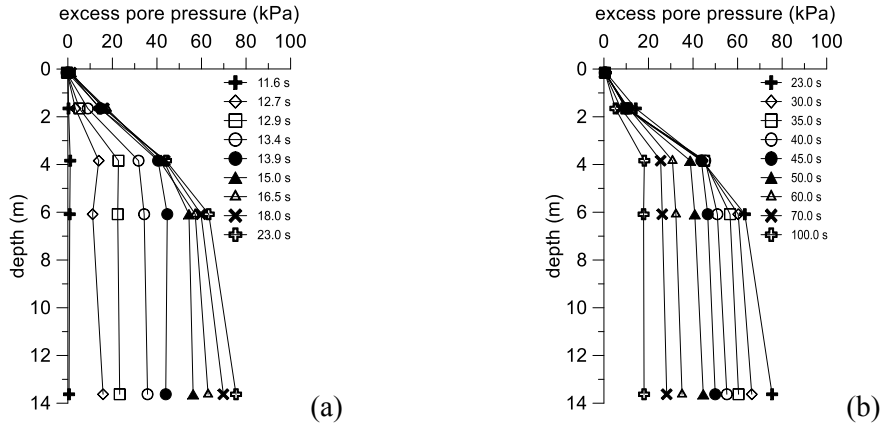 excess pore pressure (kPa)
0 20 40 60 80 100
0
2
4
6
8
10
12
14
depth (m)
11.6 s
12.7 s
12.9 s
13.4 s
13.9 s
15.0 s
16.5 s
18.0 s
23.0 s
(a)
excess pore pressure (kPa)
0 20 40 60 80 100
0
2
4
6
8
10
12
14
depth (m)
23.0 s
30.0 s
35.0 s
40.0 s
45.0 s
50.0 s
60.0 s
70.0 s
100.0 s
(b)